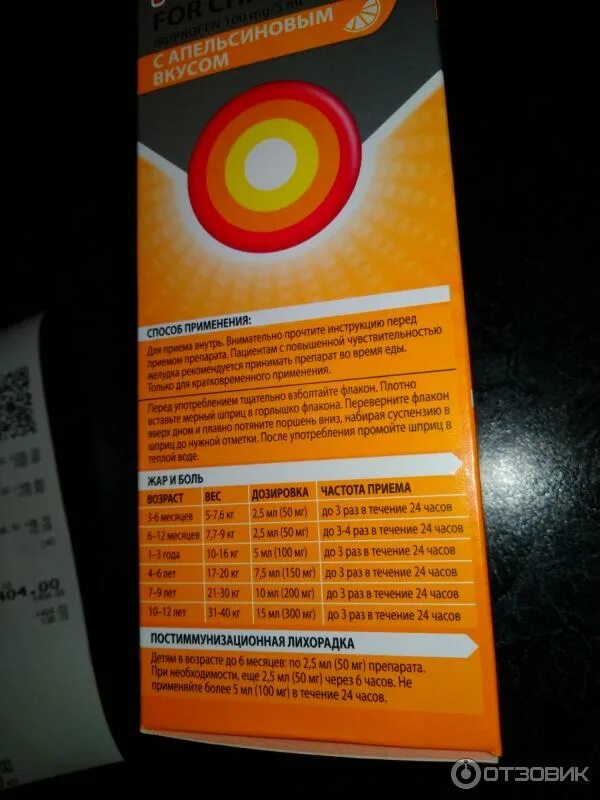 FOR CHI
IBUPROFEN 100 mg/5 ml
С АПЕЛЬСИНОВЫМ
ВКУСОМ
СПОСОБ ПРИМЕНЕНИЯ:
Для приема внутрь. Внимательно прочтите инструкцию перед
приемом препарата. Пациентам с повышенной чувствительностью
желудка рекомендуется принимать препарат во время еды.
Только для кратковременного применения.
Перед употреблением тщательно взболтайте флакон. Плотно
вставьте мерный шприц в горлышко флакона. Переверните флакон
вверх дном и плавно потяните поршень вниз, набирая суспензию в
шприц до нужной отметки. После употребления промойте шприц в
теплой воде.
ЖАР И БОЛЬ
ВОЗРАСТ ВЕС ДОЗИРОВКА ЧАСТОТА ПРИЕМА
3-6 месяцев 5-7,6 кг 2,5 мл (50 мг) до 3 раз в течение 24 часов
6-12 месяцев 7,7-9 кг 2,5 мл (50 мг) до 3-4 раз в течение 24 часов
1-3 года 10-16 кг 5 мл (100 мг) до 3 раз в течение 24 часов
4-6 лет 17-20 кг 7,5 мл (150 мг) до 3 раз в течение 24 часов
7-9 лет 21-30 кг 10 мл (200 мг) до 3 раз в течение 24 часов
10-12 лет 31-40 кг 15 мл (300 мг) до 3 раз в течение 24 часов
ПОСТИММУНИЗАЦИОННАЯ ЛИХОРАДКА
Детям в возрасте до 6 месяцев: по 2,5 мл (50 мг) препарата.
При необходимости, еще 2,5 мл (50 мг) через 6 часов. Не
применяйте более 5 мл (100 мг) в течение 24 часов.
404.00
ОТЗОВИК